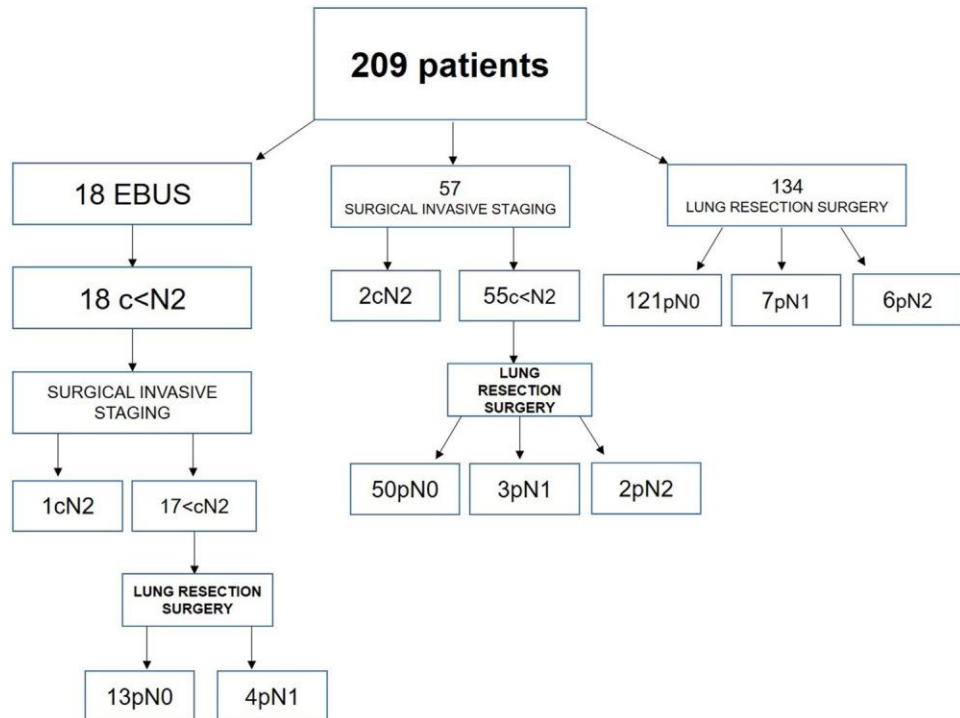 209 patients
18 EBUS
57
SURGICAL INVASIVE STAGING
134
LUNG RESECTION SURGERY
18 c<N2
2cN2
55c<N2
121pN0
7pN1
6pN2
SURGICAL INVASIVE
STAGING
LUNG
RESECTION
SURGERY
1cN2
17<cN2
50pN0
3pN1
2pN2
LUNG RESECTION
SURGERY
13pN0
4pN1